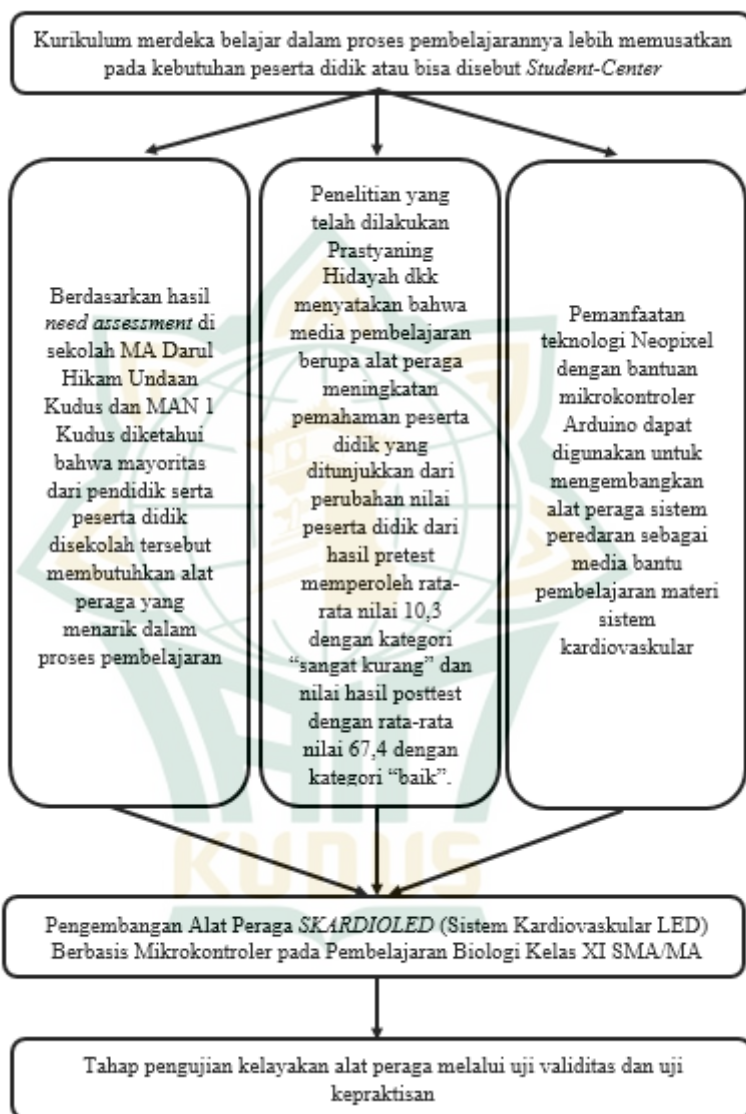 Kurikulum merdeka belajar dalam proses pembelajarannya lebih memusatkan
pada kebutuhan peserta didik atau bisa disebut Student-Center
Berdasarkan hasil
need assessment di
sekolah MA Darul
Hikam Undaan
Kudus dan MAN 1
Kudus diketahui
bahwa mayoritas
dari pendidik serta
peserta didik
disekolah tersebut
membutuhkan alat
peraga yang
menarik dalam
proses pembelajaran
Penelitian yang
telah dilakukan
Prastyaning
Hidayah dkk
menyatakan bahwa
media pembelajaran
berupa alat peraga
meningkatan
pemahaman peserta
didik yang
ditunjukkan dari
perubahan nilai
peserta didik dari
hasil pretest
memperoleh rata-
rata nilai 10,3
dengan kategori
“sangat kurang” dan
nilai hasil posttest
dengan rata-rata
nilai 67,4 dengan
kategori “baik”.
Pemanfaatan
teknologi Neopixel
dengan bantuan
mikrokontroler
Arduino dapat
digunakan untuk
mengembangkan
alat peraga sistem
peredaran sebagai
media bantu
pembelajaran materi
sistem
kardiovaskular
KUDUS
Pengembangan Alat Peraga SKARDIOLED (Sistem Kardiovaskular LED)
Berbasis Mikrokontroler pada Pembelajaran Biologi Kelas XI SMA/MA
Tahap pengujian kelayakan alat peraga melalui uji validitas dan uji
kepraktisan